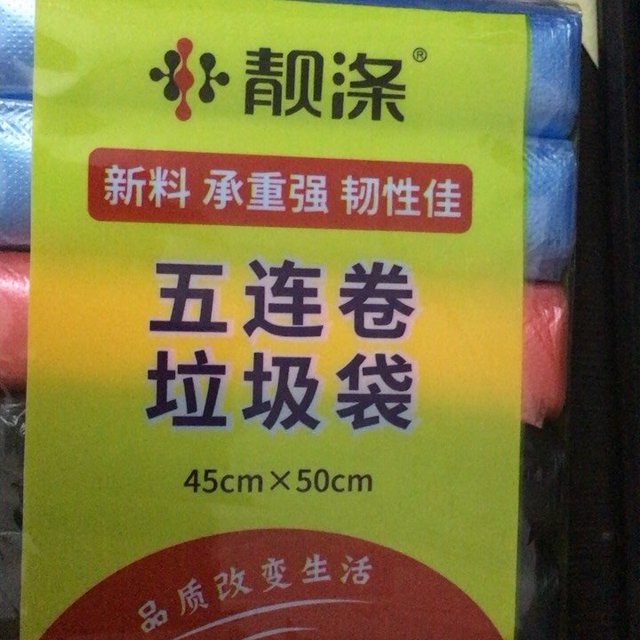 靓涤®
新料 承重强 韧性佳
五连卷
垃圾袋
45cm×50cm
品质改变生活